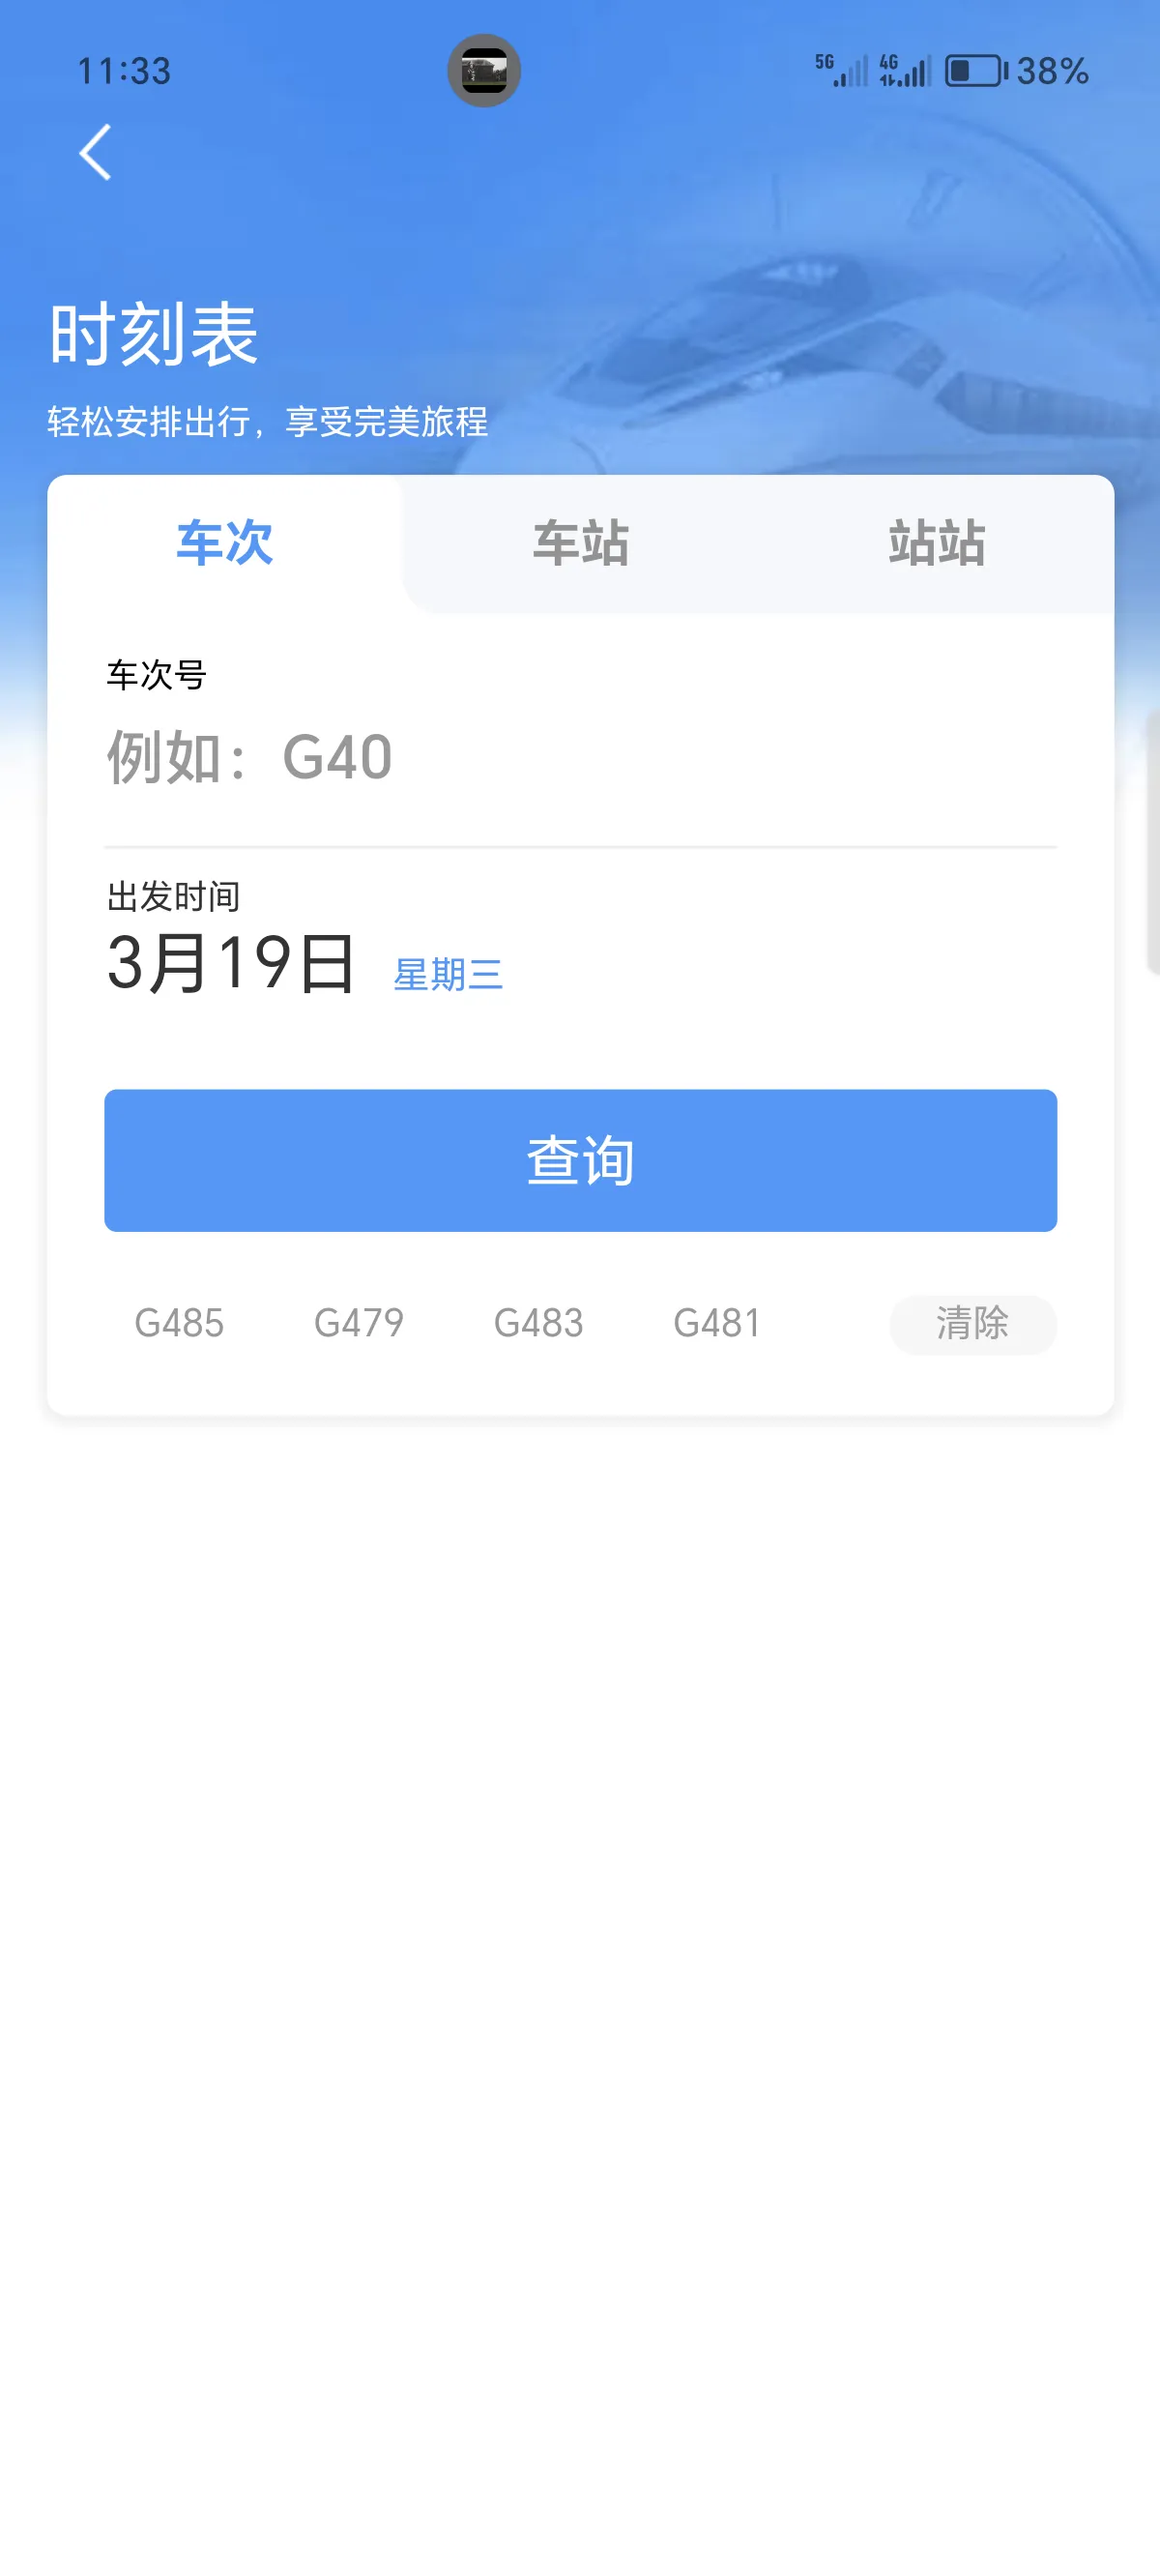 11:33 5G 4G 38%
时刻表
轻松安排出行，享受完美旅程
车次 车站 站站
车次号
例如：G40
出发时间
3月19日 星期三
查询
G485 G479 G483 G481 清除